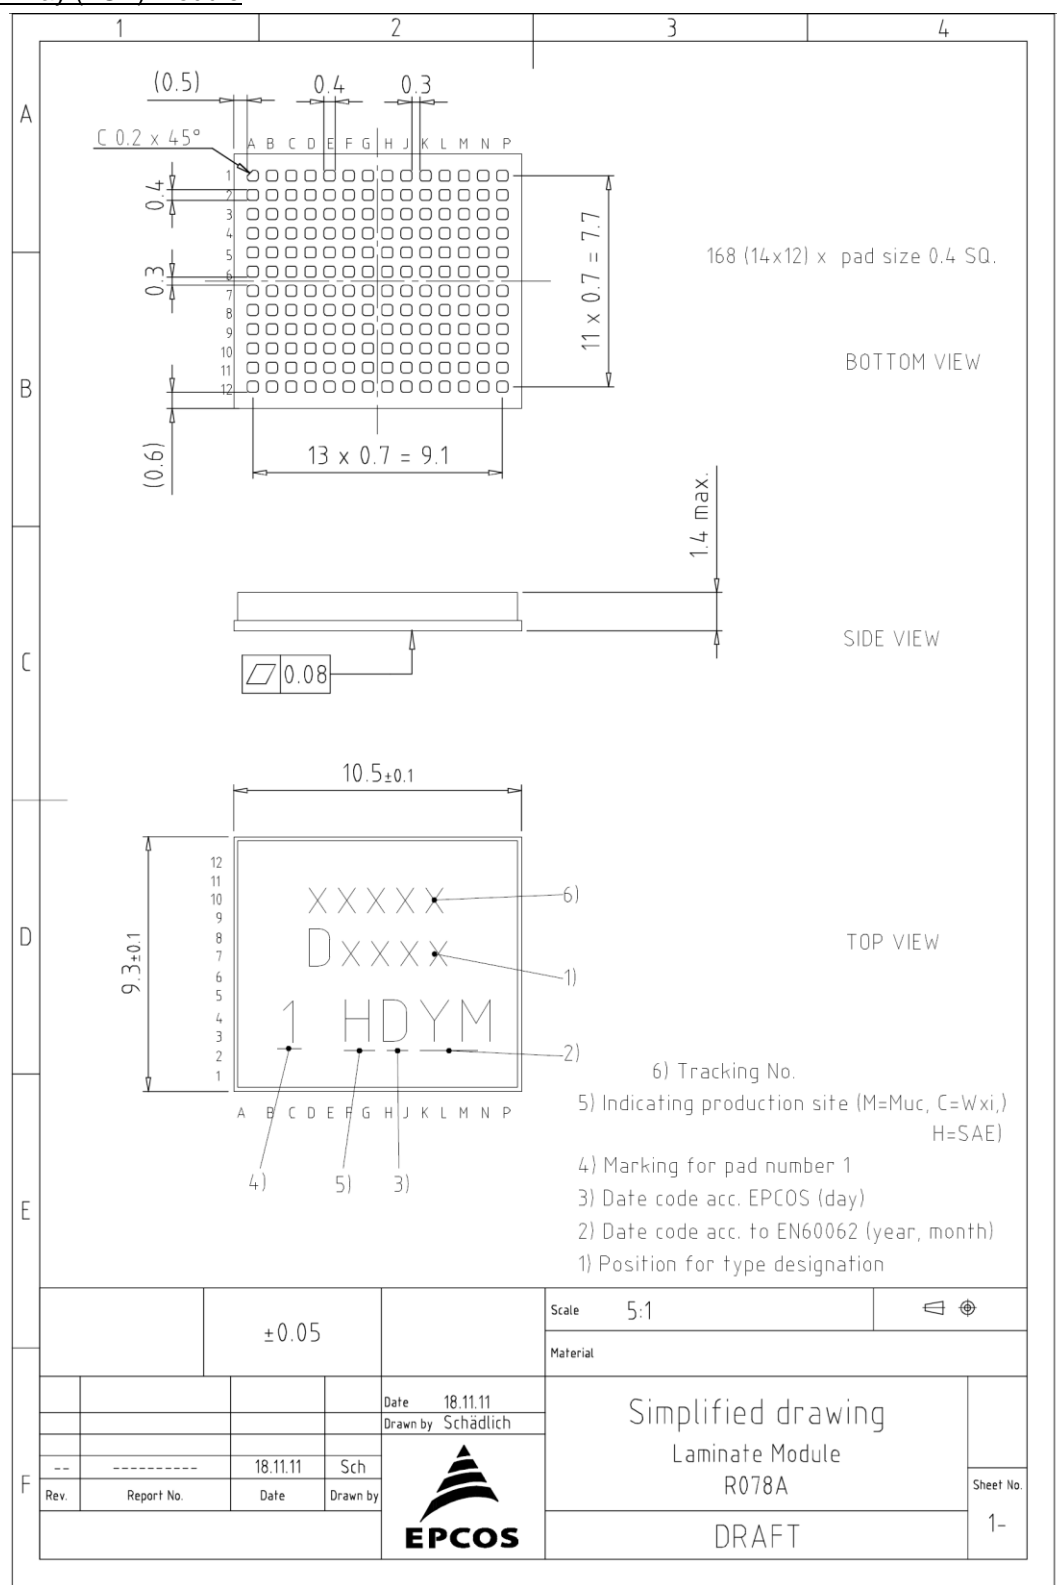 1 2 3 4
(0.5) 0.4 0.3
A
C 0.2 x 45°
A B C D E F G H J K L M N P
1
2
3
4
5
6
7
8
9
10
11
12
0.4
0.3
(0.6)
11 x 0.7 = 7.7
168 (14x12) x pad size 0.4 SQ.
BOTTOM VIEW
B
13 x 0.7 = 9.1
1.4 max.
SIDE VIEW
C
0.08
10.5±0.1
9.3±0.1
12
11
10
9
8
7
6
5
4
3
2
1
XXXXX
DXXXX
1 HDYM
6)
1)
2)
D
TOP VIEW
A B C D E F G H J K L M N P
4) 5) 3)
6) Tracking No.
5) Indicating production site (M=Muc, C=Wxi,)
H=SAE)
4) Marking for pad number 1
3) Date code acc. EPCOS (day)
2) Date code acc. to EN60062 (year, month)
1) Position for type designation
E
±0.05
Scale 5:1
Material
Date 18.11.11
Drawn by Schädlich
Simplified drawing
Laminate Module
R078A
-- ---------- 18.11.11 Sch
Rev. Report No. Date Drawn by
F
EPCOS
DRAFT
Sheet No.
1-